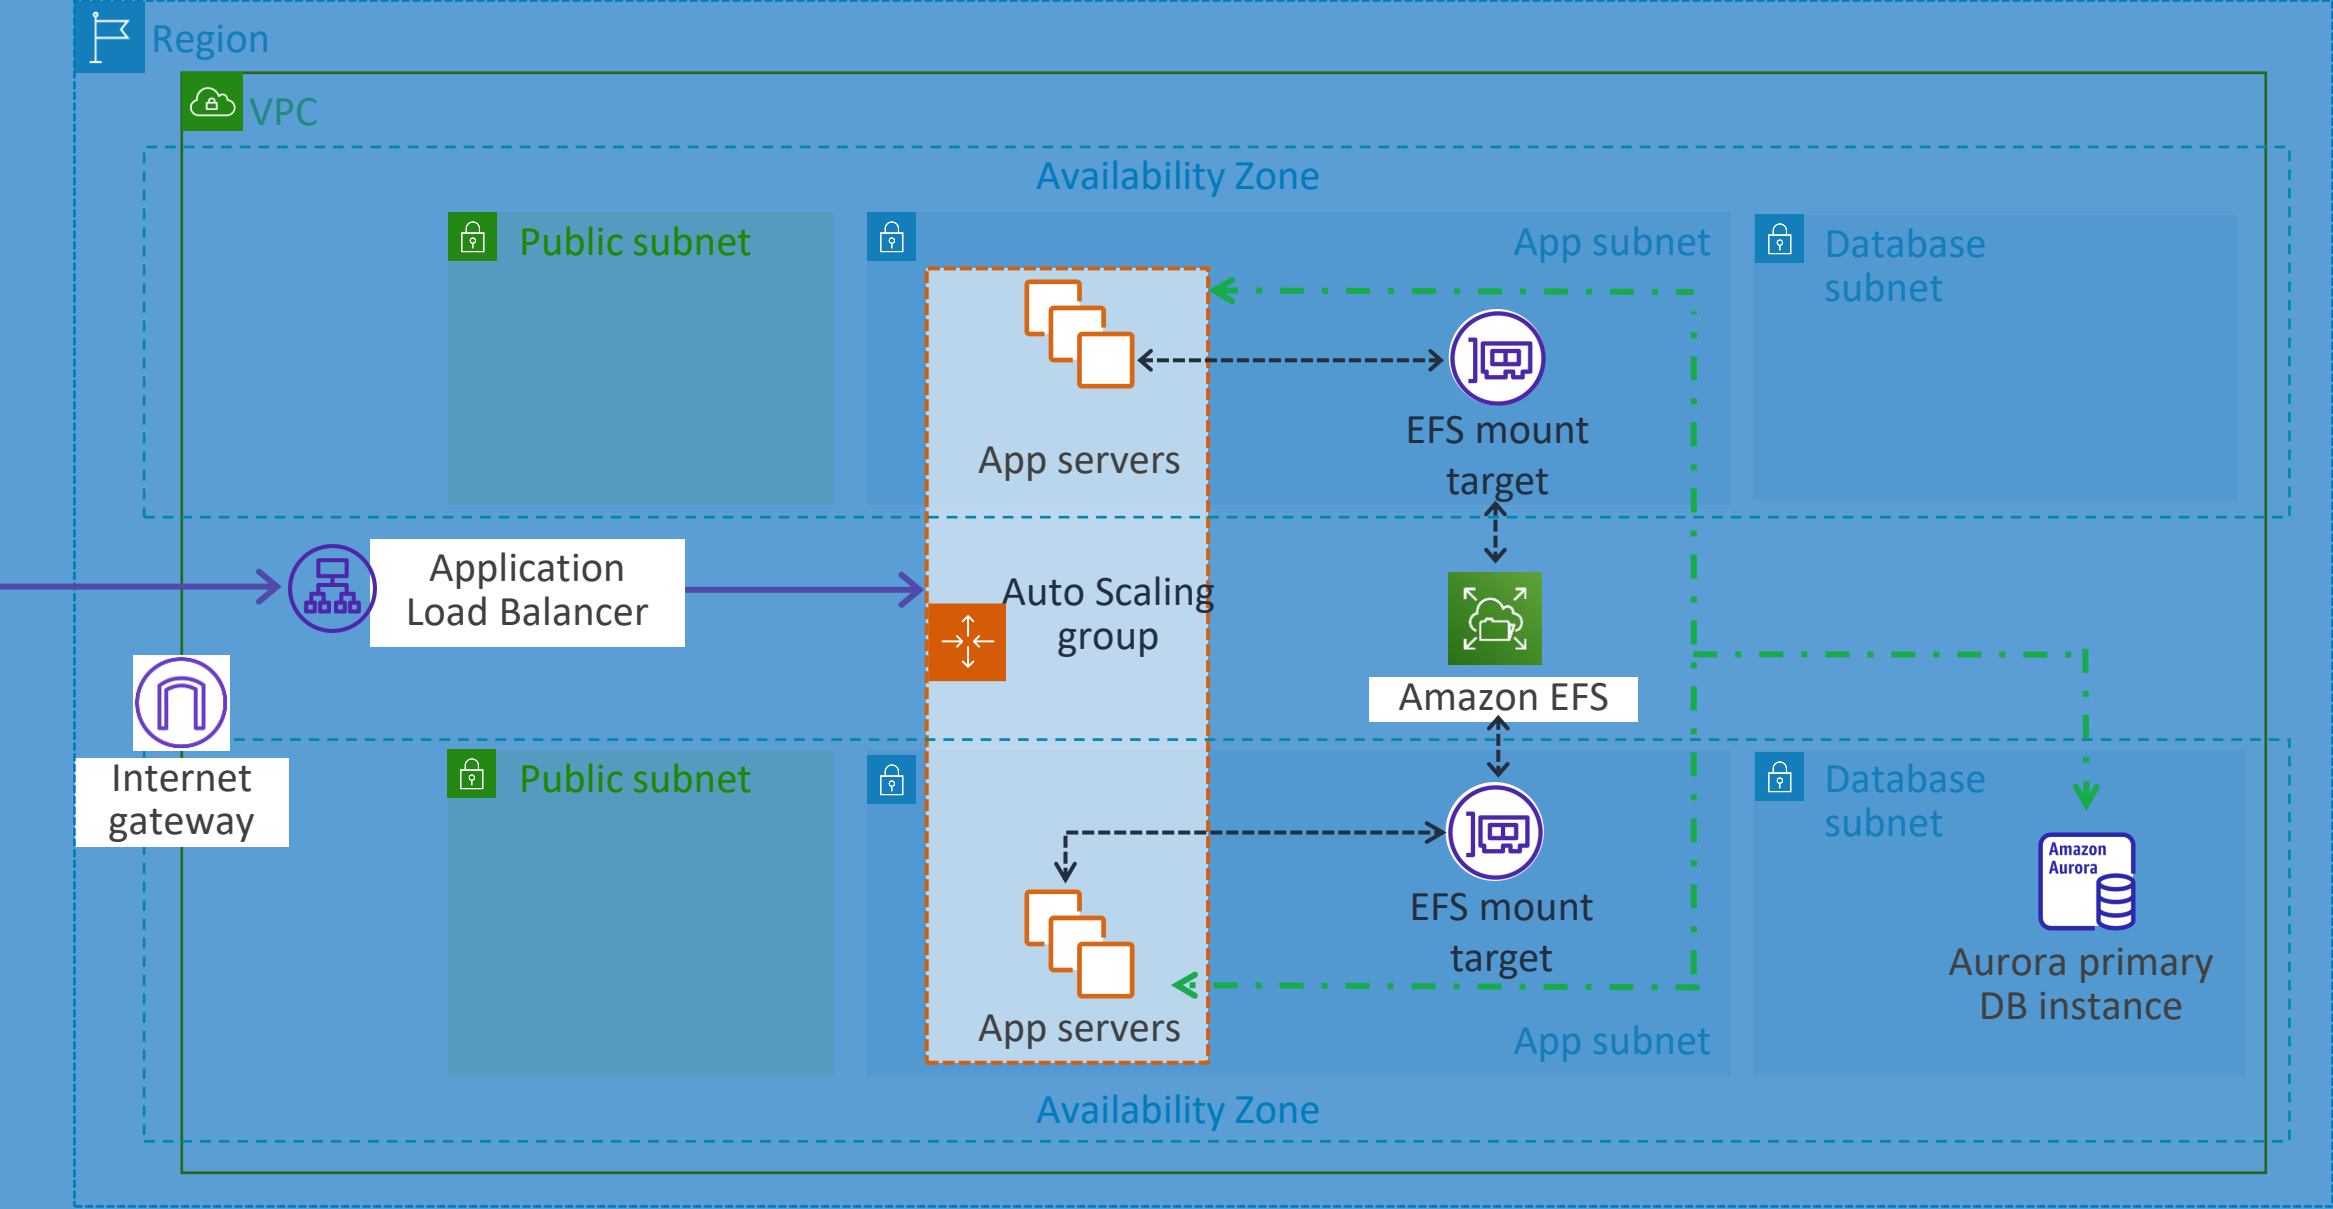 Region
VPC
Availability Zone
Public subnet
App subnet
Database
subnet
App servers
EFS mount
target
Application
Load Balancer
Auto Scaling
group
Amazon EFS
Internet
gateway
Public subnet
Database
subnet
Amazon
Aurora
EFS mount
target
App servers
Aurora primary
DB instance
App subnet
Availability Zone